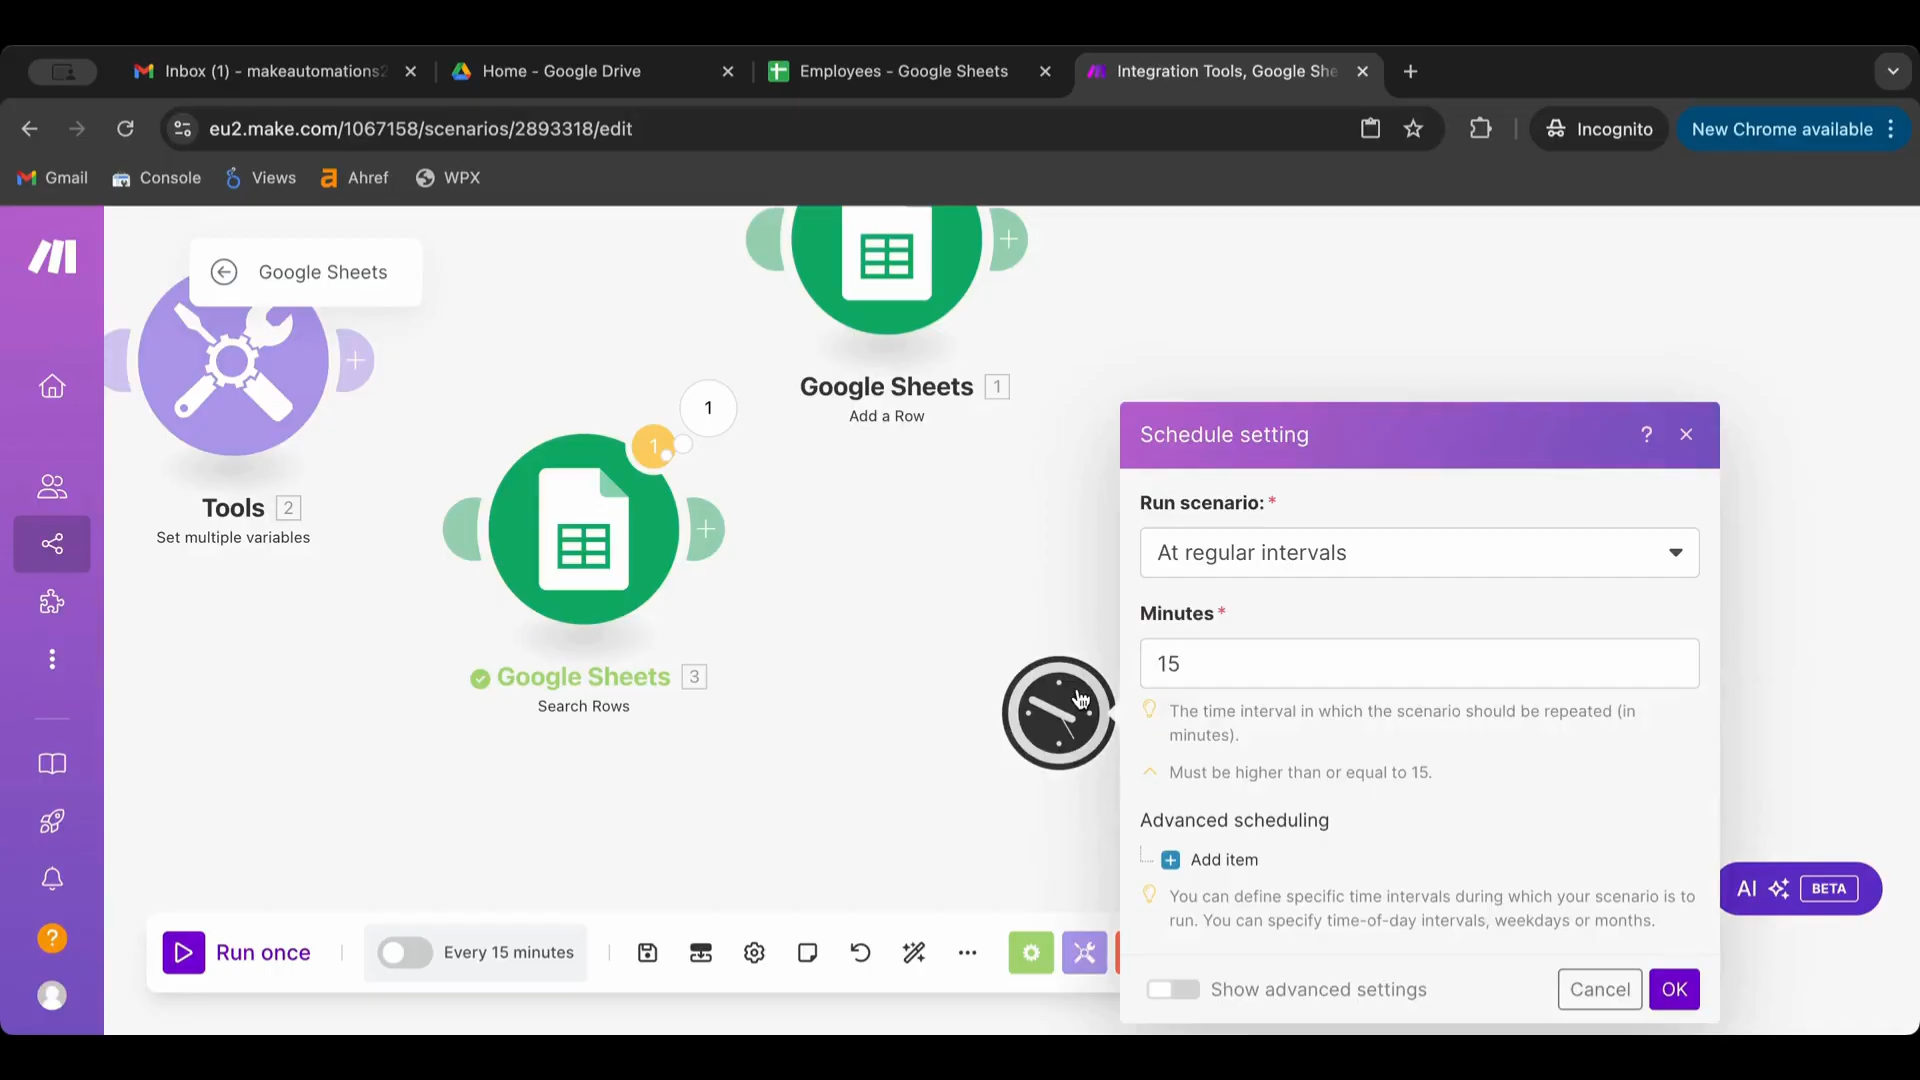 Inbox (1) - makeautomations2
Home - Google Drive
Employees - Google Sheets
Integration Tools, Google She
eu2.make.com/1067158/scenarios/2893318/edit
Incognito
New Chrome available
Gmail
Console
Views
Ahref
WPX
Google Sheets
Google Sheets 1
Add a Row
1
1
Tools 2
Set multiple variables
Google Sheets 3
Search Rows
Schedule setting
?
Run scenario: *
At regular intervals
Minutes *
15
The time interval in which the scenario should be repeated (in
minutes).
Must be higher than or equal to 15.
Advanced scheduling
Add item
You can define specific time intervals during which your scenario is to
run. You can specify time-of-day intervals, weekdays or months.
Show advanced settings
Cancel
OK
AI
BETA
Run once
Every 15 minutes
?